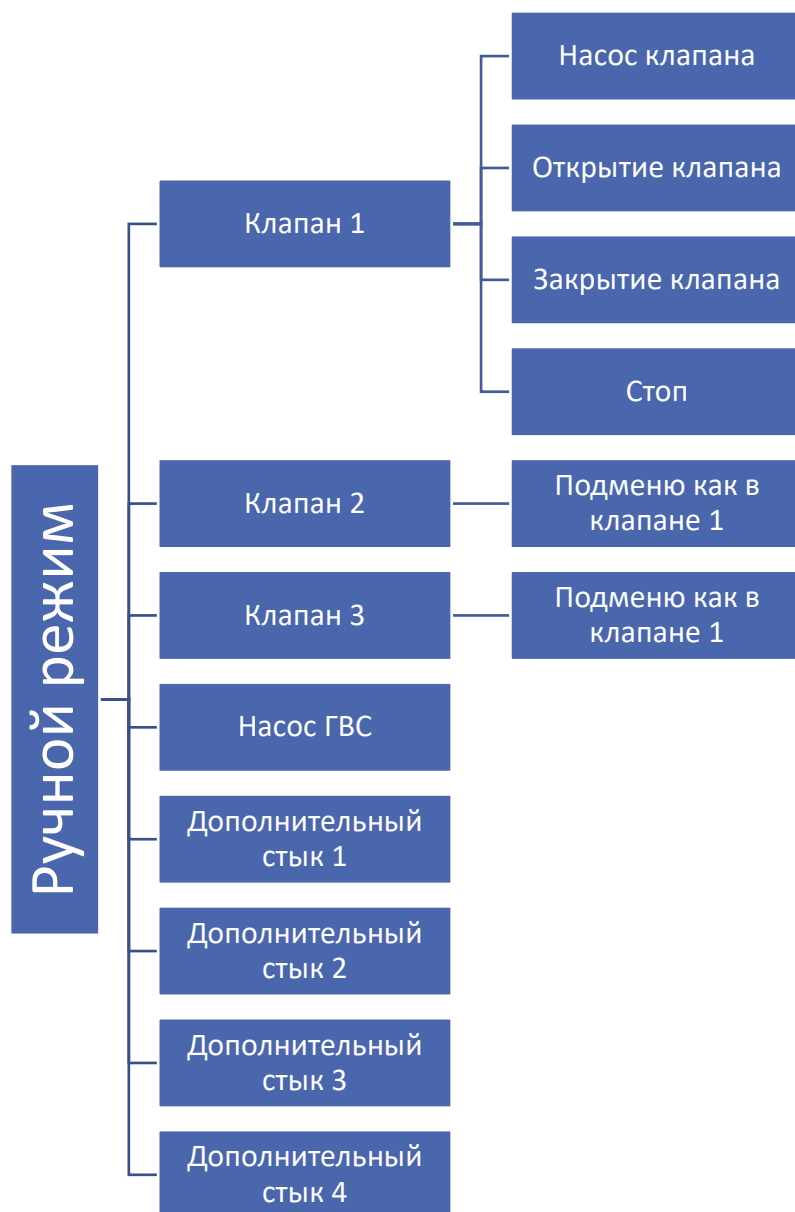 Ручной режим
Клапан 1
Насос клапана
Открытие клапана
Закрытие клапана
Стоп
Клапан 2
Подменю как в
клапане 1
Клапан 3
Подменю как в
клапане 1
Насос ГВС
Дополнительный
стык 1
Дополнительный
стык 2
Дополнительный
стык 3
Дополнительный
стык 4